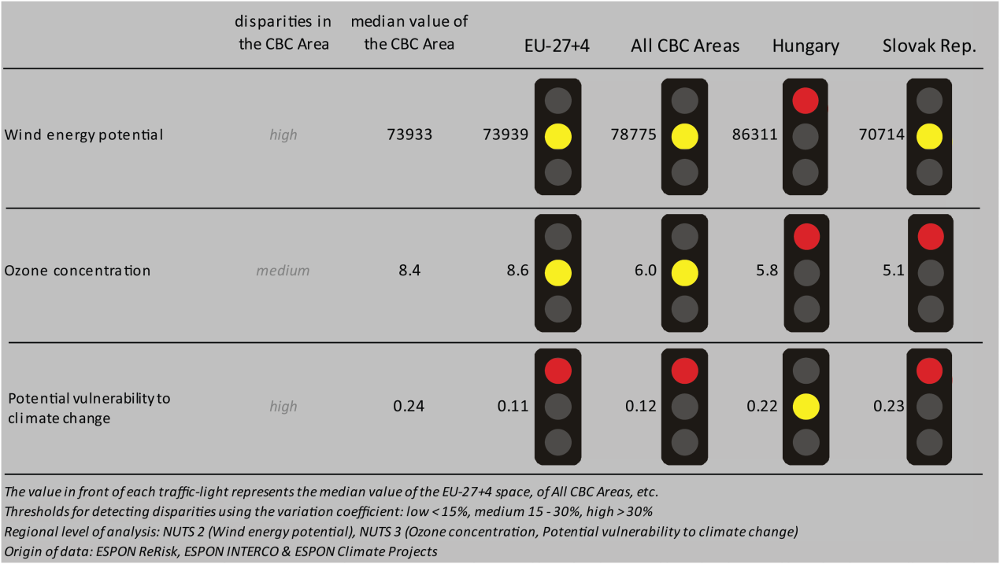 disparities in
the CBC Area
median value of
the CBC Area
EU-27+4
All CBC Areas
Hungary
Slovak Rep.
Wind energy potential
high
73933
73939
78775
86311
70714
Ozone concentration
medium
8.4
8.6
6.0
5.8
5.1
Potential vulnerability to
climate change
high
0.24
0.11
0.12
0.22
0.23
The value in front of each traffic-light represents the median value of the EU-27+4 space, of All CBC Areas, etc.
Thresholds for detecting disparities using the variation coefficient: low < 15%, medium 15 - 30%, high > 30%
Regional level of analysis: NUTS 2 (Wind energy potential), NUTS 3 (Ozone concentration, Potential vulnerability to climate change)
Origin of data: ESPON ReRisk, ESPON INTERCO & ESPON Climate Projects